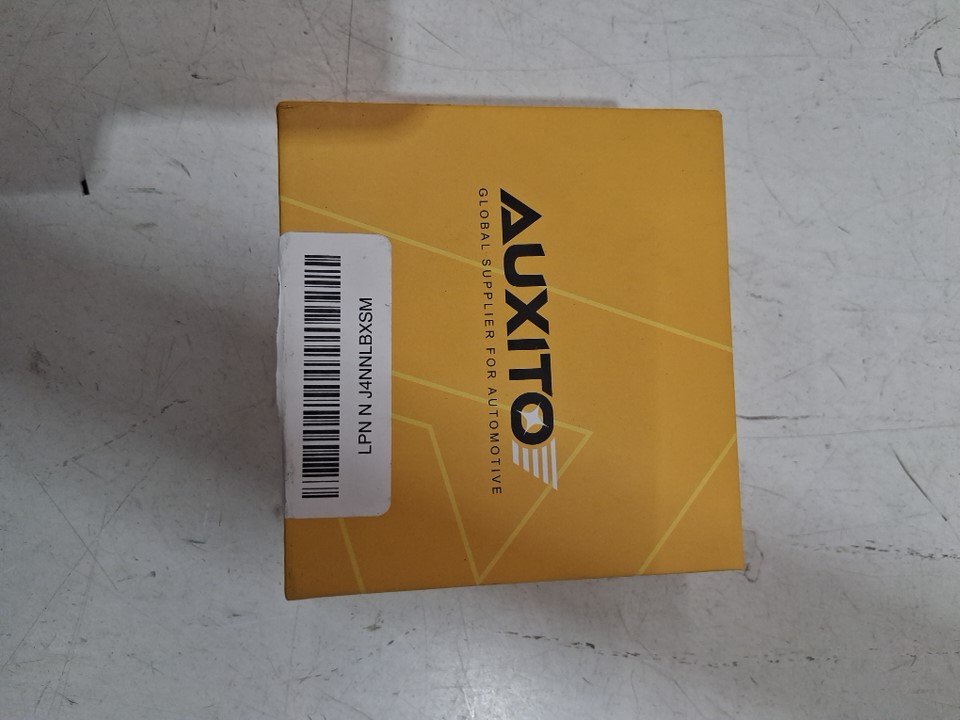 AUXITO
GLOBAL SUPPLIER FOR AUTOMOTIVE
LPN N J4NNLBXSM